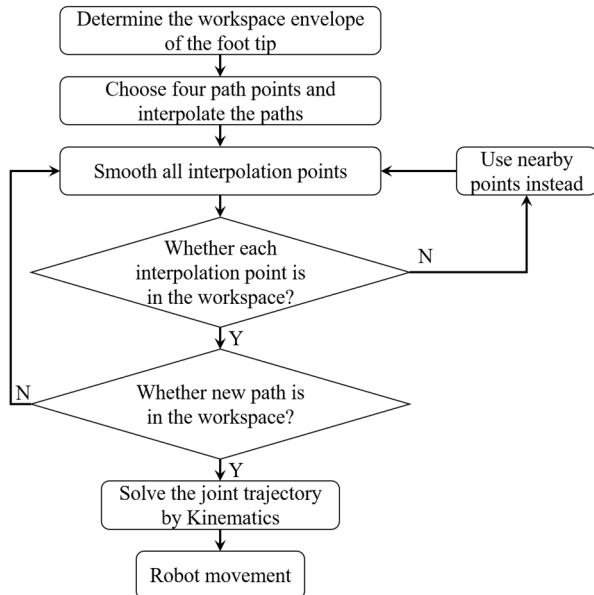 Determine the workspace envelope
of the foot tip
Choose four path points and
interpolate the paths
Smooth all interpolation points
Use nearby
points instead
Whether each
interpolation point is
in the workspace?
N
Y
Whether new path is
in the workspace?
N
Y
Solve the joint trajectory
by Kinematics
Robot movement